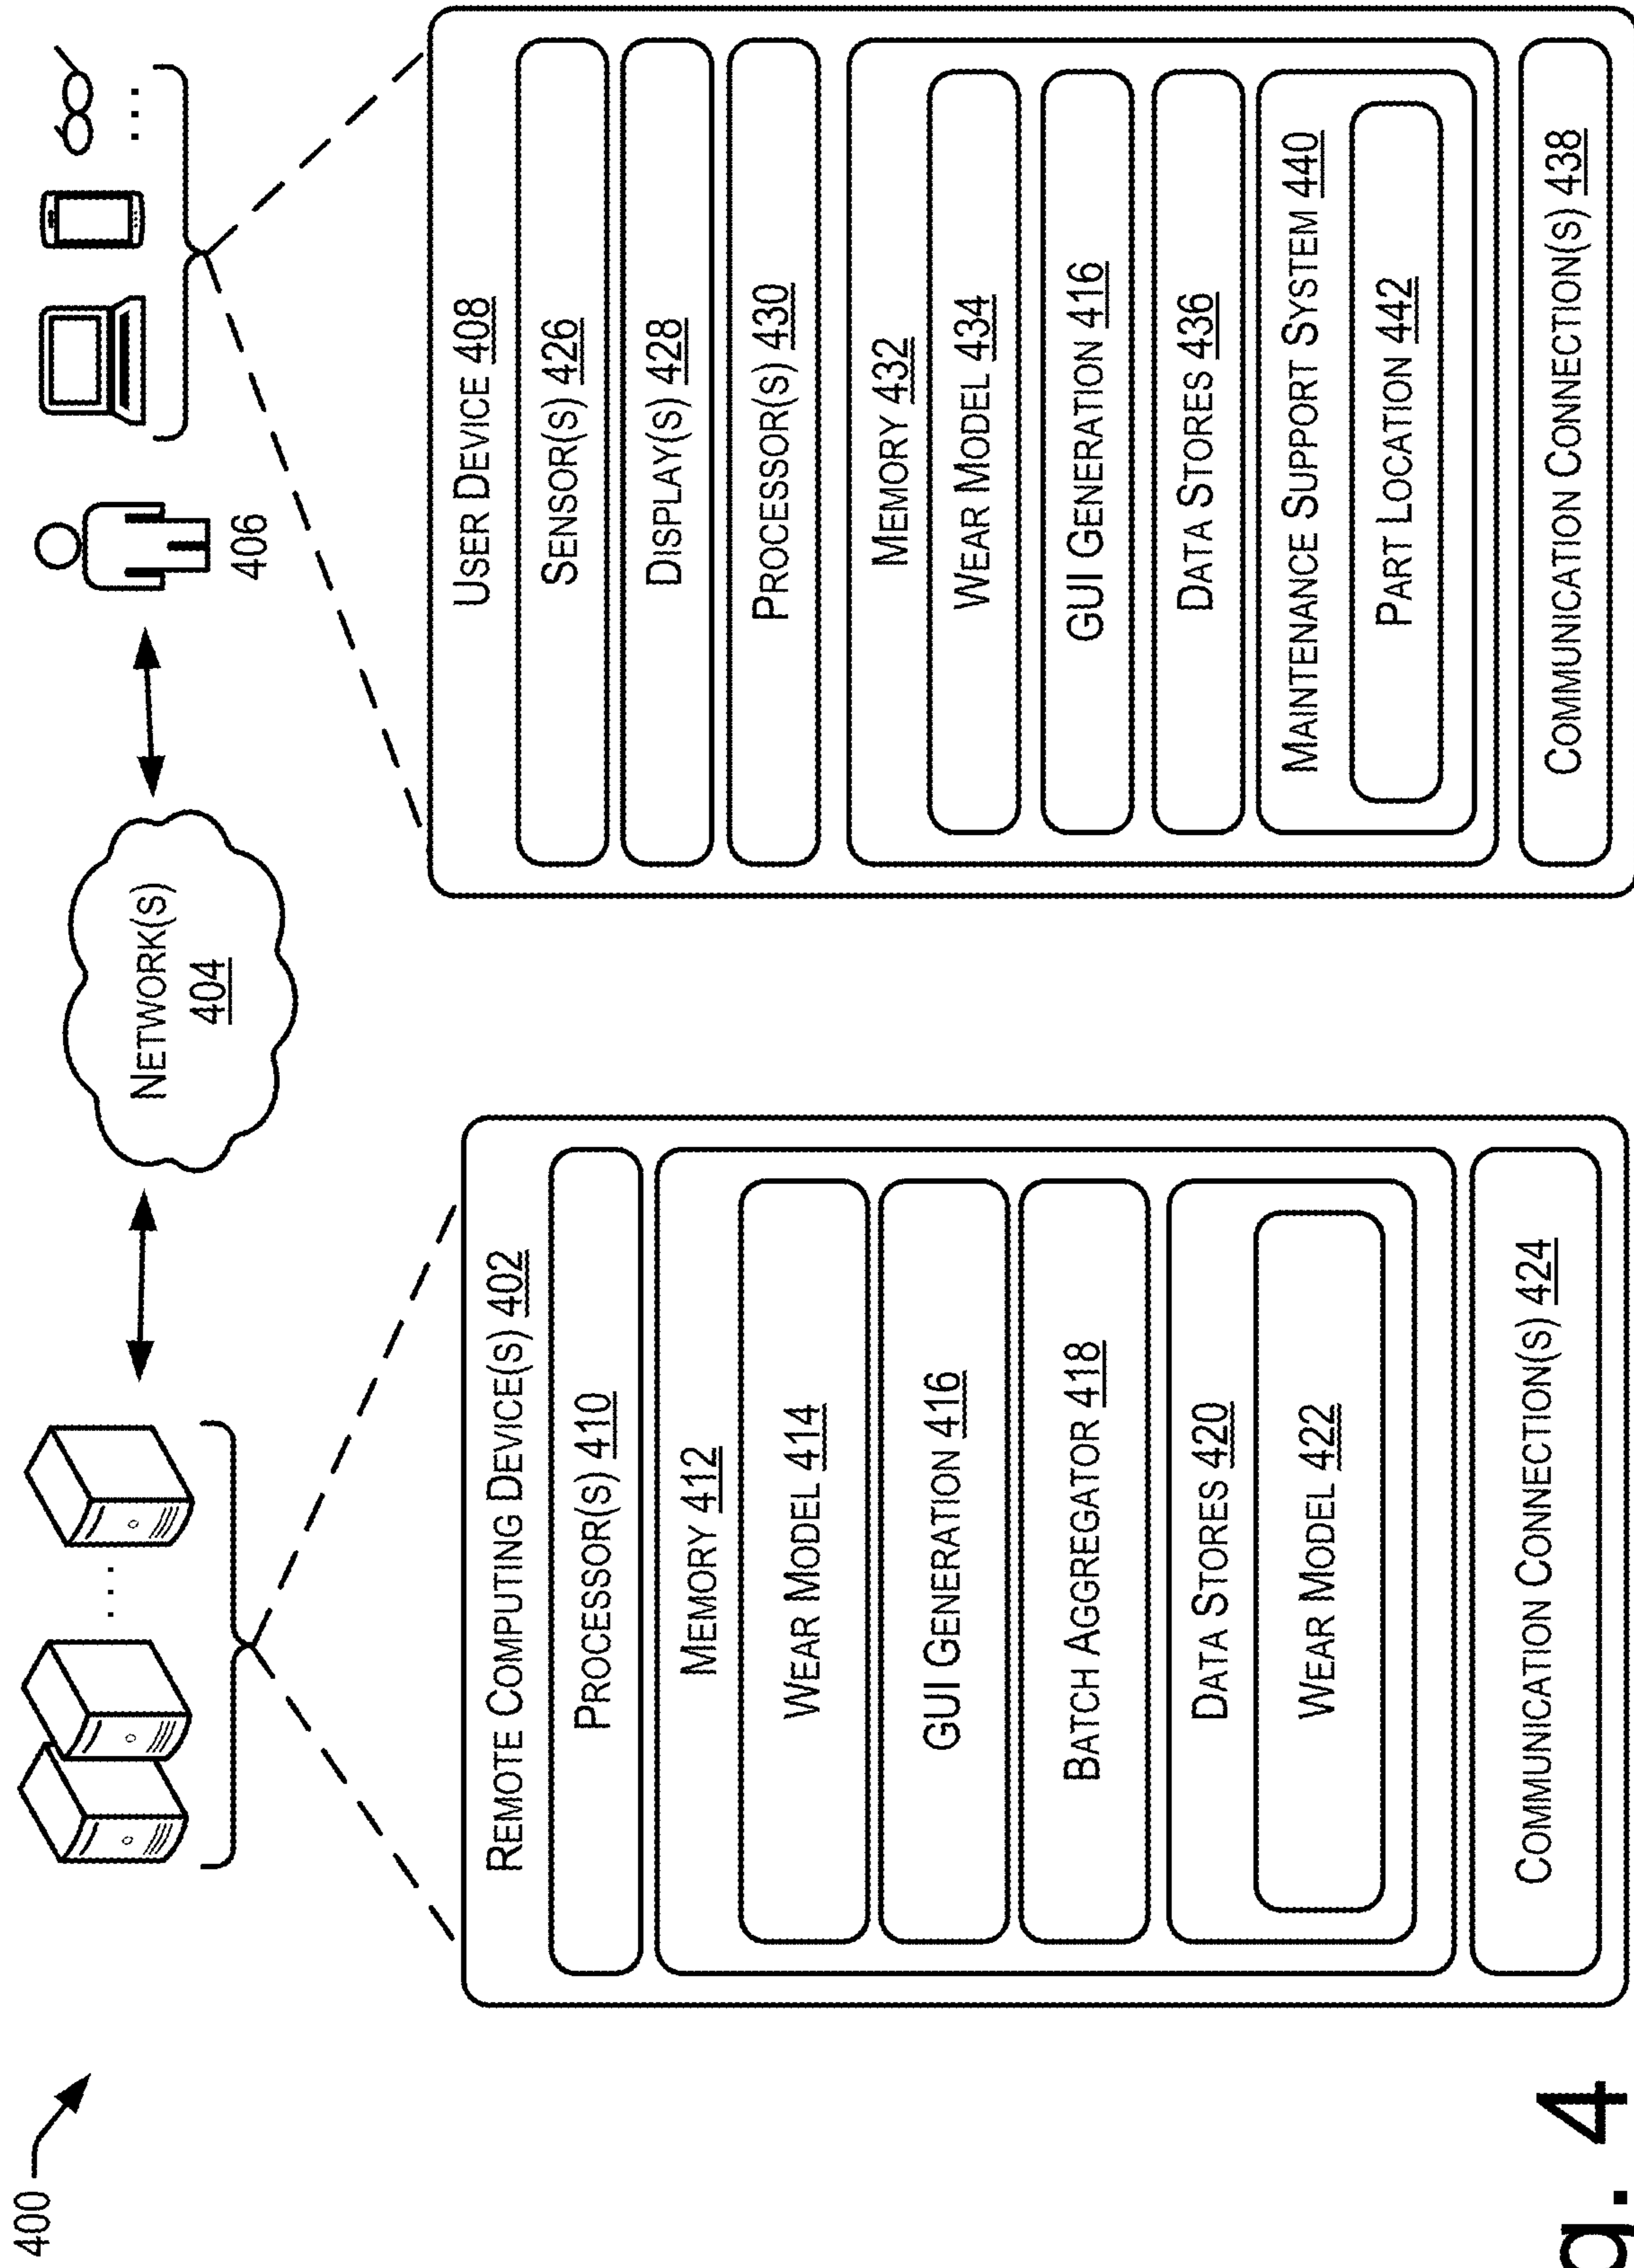 400
NETWORK(S)
404
406
REMOTE COMPUTING DEVICE(S) 402
PROCESSOR(S) 410
MEMORY 412
WEAR MODEL 414
GUI GENERATION 416
BATCH AGGREGATOR 418
DATA STORES 420
WEAR MODEL 422
COMMUNICATION CONNECTION(S) 424
USER DEVICE 408
SENSOR(S) 426
DISPLAY(S) 428
PROCESSOR(S) 430
MEMORY 432
WEAR MODEL 434
GUI GENERATION 416
DATA STORES 436
MAINTENANCE SUPPORT SYSTEM 440
PART LOCATION 442
COMMUNICATION CONNECTION(S) 438
g. 4